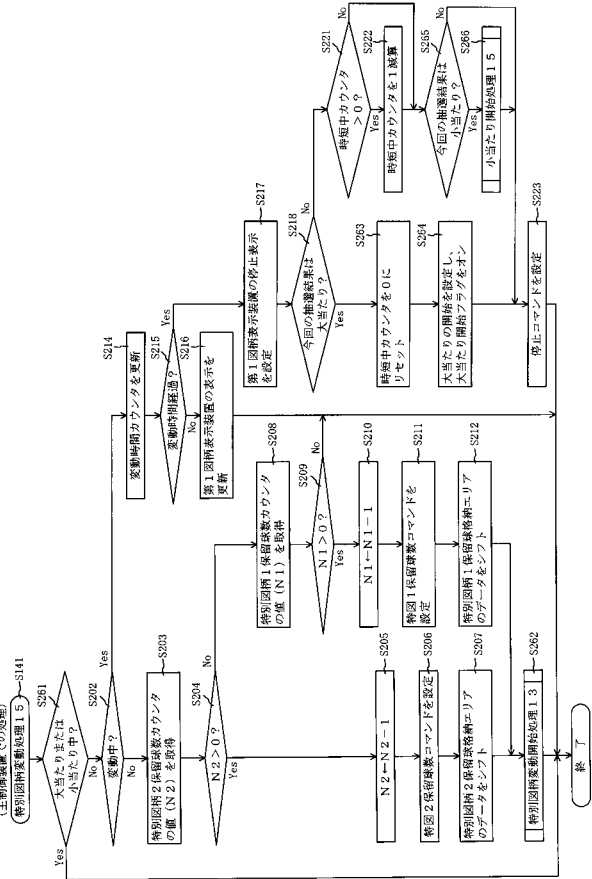 (主制御装置での処理)
特別図柄変動処理15
S141
大当たりまたは
小当たり中?
S261
Yes
No
変動中?
S202
Yes
No
特別図柄2保留球数カウンタ
の値(N2)を取得
S203
N2>0?
S204
No
Yes
N2←N2-1
S205
特図2保留球数コマンドを設定
S206
特別図柄2保留球格納エリア
のデータをシフト
S207
特別図柄1保留球数カウンタ
の値(N1)を取得
S208
N1>0?
S209
No
Yes
N1←N1-1
S210
特図1保留球数コマンドを
設定
S211
特別図柄1保留球格納エリア
のデータをシフト
S212
特別図柄変動開始処理13
S262
変動時間カウンタを更新
S214
変動時間経過?
S215
Yes
No
第1図柄表示装置の表示を
更新
S216
第1図柄表示装置の停止表示
を設定
S217
今回の抽選結果は
大当たり?
S218
No
Yes
時短中カウンタを0に
リセット
S263
大当たりの開始を設定し、
大当たり開始フラグをオン
S264
時短中カウンタ
>0?
S221
No
Yes
時短中カウンタを1減算
S222
今回の抽選結果は
小当たり?
S265
No
Yes
小当たり開始処理15
S266
停止コマンドを設定
S223
終了